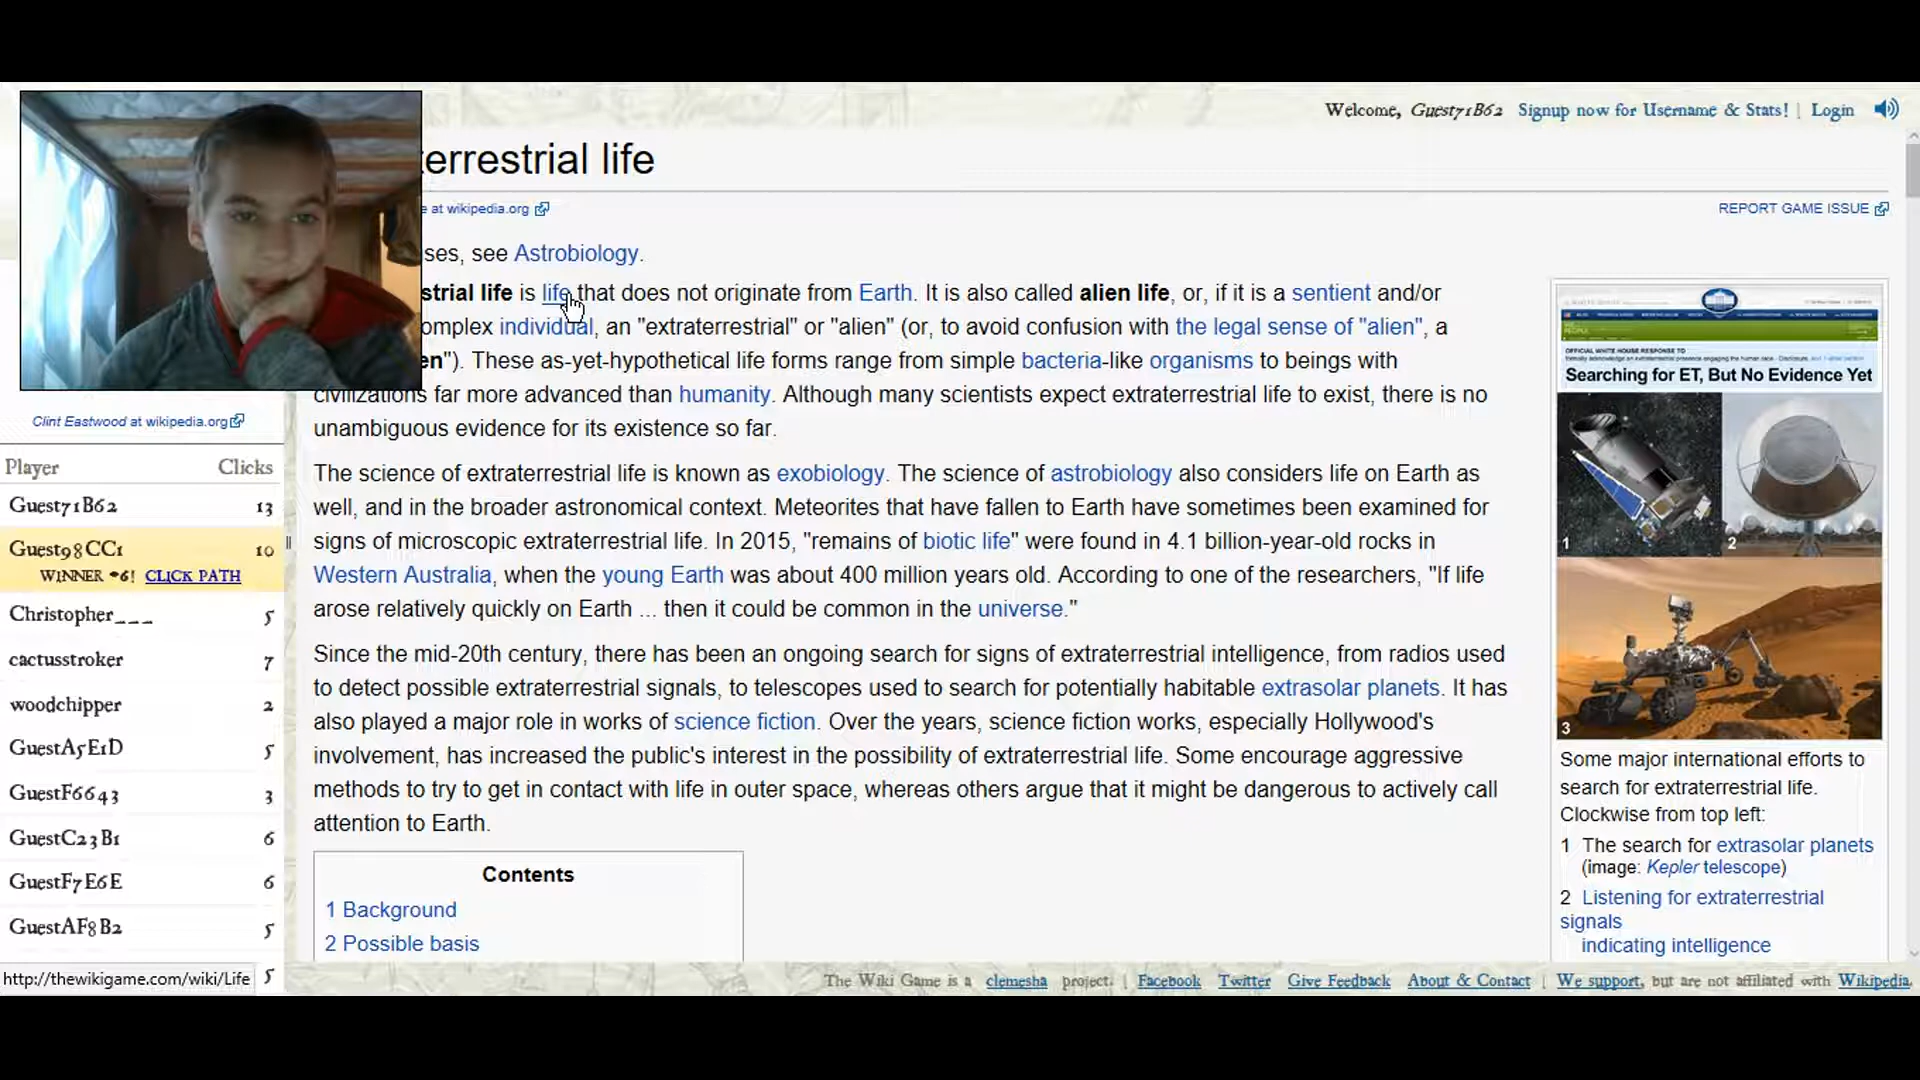 Welcome, Guest71B62 Signup now for Username & Stats! | Login
terrestrial life
e at wikipedia.org
REPORT GAME ISSUE
ses, see Astrobiology.
strial life is life that does not originate from Earth. It is also called alien life, or, if it is a sentient and/or
omplex individual, an "extraterrestrial" or "alien" (or, to avoid confusion with the legal sense of "alien", a
en"). These as-yet-hypothetical life forms range from simple bacteria-like organisms to beings with
civilizations far more advanced than humanity. Although many scientists expect extraterrestrial life to exist, there is no
unambiguous evidence for its existence so far.
The science of extraterrestrial life is known as exobiology. The science of astrobiology also considers life on Earth as
well, and in the broader astronomical context. Meteorites that have fallen to Earth have sometimes been examined for
signs of microscopic extraterrestrial life. In 2015, "remains of biotic life" were found in 4.1 billion-year-old rocks in
Western Australia, when the young Earth was about 400 million years old. According to one of the researchers, "If life
arose relatively quickly on Earth ... then it could be common in the universe."
Since the mid-20th century, there has been an ongoing search for signs of extraterrestrial intelligence, from radios used
to detect possible extraterrestrial signals, to telescopes used to search for potentially habitable extrasolar planets. It has
also played a major role in works of science fiction. Over the years, science fiction works, especially Hollywood's
involvement, has increased the public's interest in the possibility of extraterrestrial life. Some encourage aggressive
methods to try to get in contact with life in outer space, whereas others argue that it might be dangerous to actively call
attention to Earth.
Contents
1 Background
2 Possible basis
OFFICIAL WHITE HOUSE RESPONSE TO
Searching for ET, But No Evidence Yet
1
2
3
Some major international efforts to
search for extraterrestrial life.
Clockwise from top left:
1 The search for extrasolar planets
(image: Kepler telescope)
2 Listening for extraterrestrial
signals
indicating intelligence
Clint Eastwood at wikipedia.org
Player Clicks
Guest71B62 13
Guest98CC1 10
WINNER #6! CLICK PATH
Christopher___ 5
cactusstroker 7
woodchipper 2
GuestA5E1D 5
GuestF6643 3
GuestC23B1 6
GuestF7E6E 6
GuestAF8B2 5
http://thewikigame.com/wiki/Life 5
The Wiki Game is a clemesha project. | Facebook Twitter Give Feedback About & Contact | We support, but are not affiliated with Wikipedia.